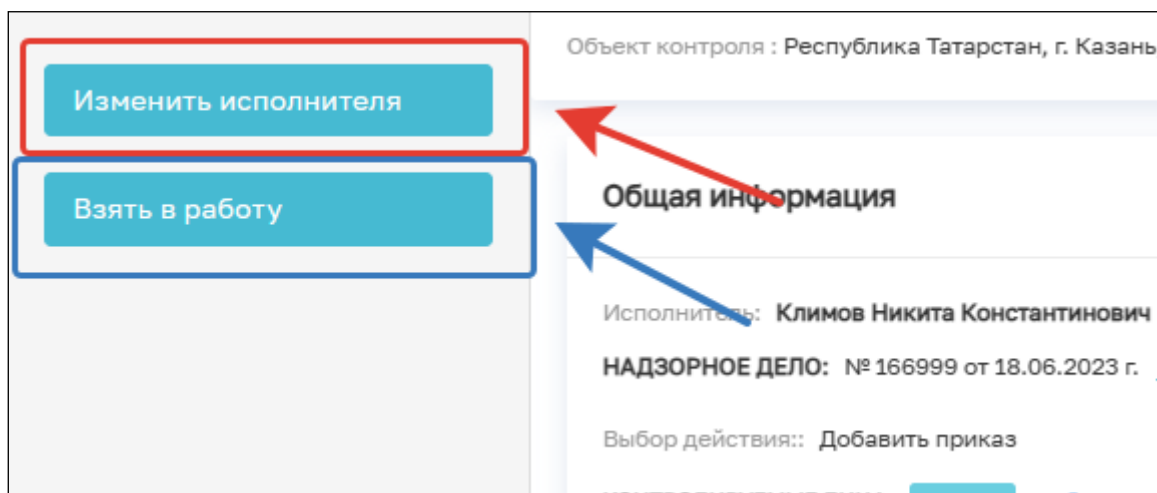 Объект контроля : Республика Татарстан, г. Казань,
Изменить исполнителя
Взять в работу
Общая информация
Исполнитель: Климов Никита Константинович
НАДЗОРНОЕ ДЕЛО: № 166999 от 18.06.2023 г.
Выбор действия:: Добавить приказ